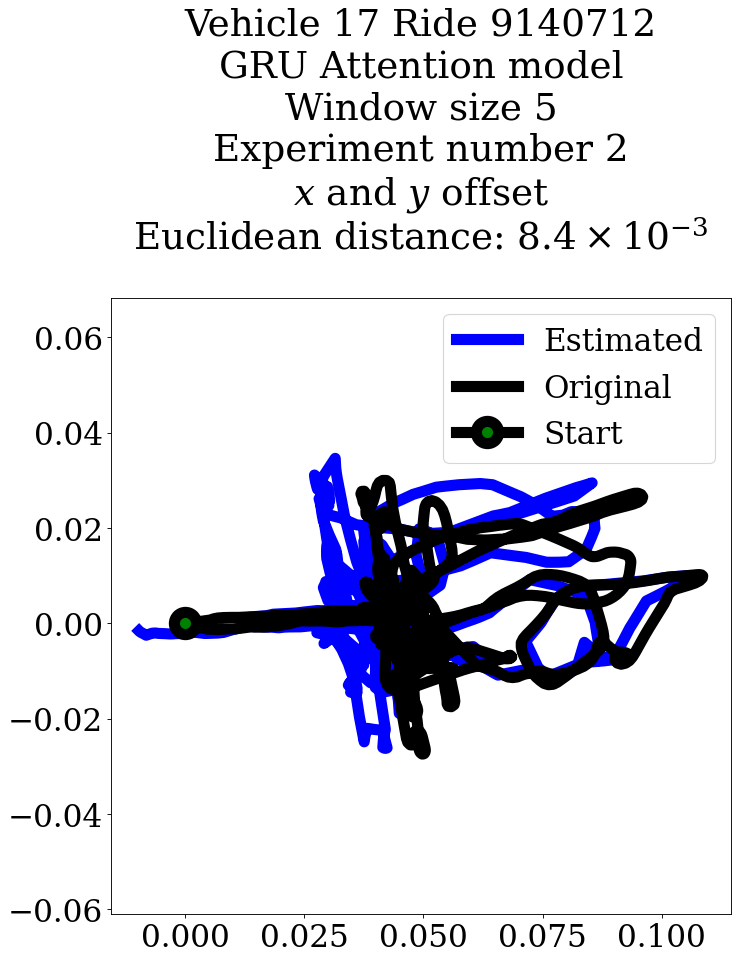 Vehicle 17 Ride 9140712
GRU Attention model
Window size 5
Experiment number 2
x and y offset
Euclidean distance: 8.4 × 10⁻³
Estimated
Original
Start
0.06
0.04
0.02
0.00
−0.02
−0.04
−0.06
0.000 0.025 0.050 0.075 0.100